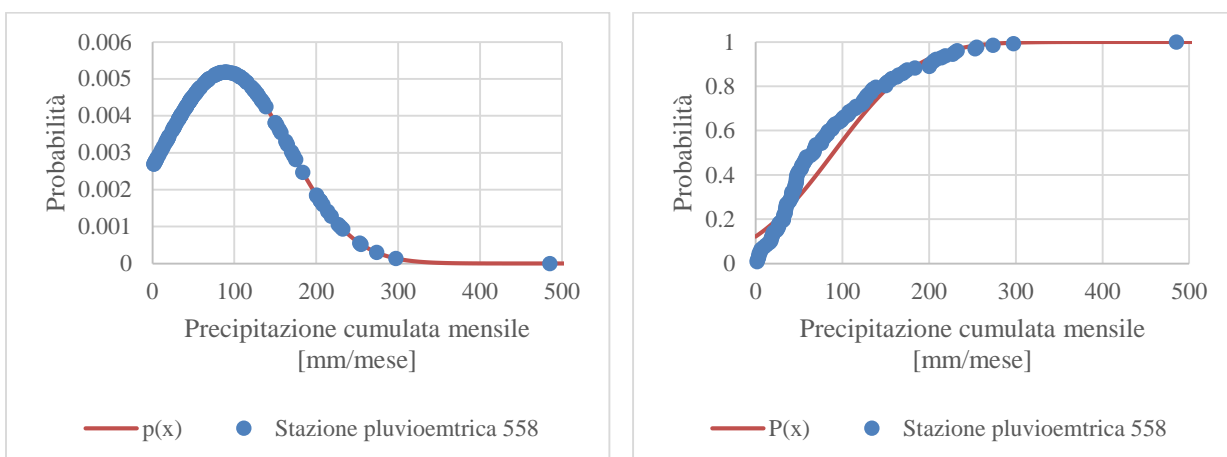 0.006
0.005
0.004
0.003
0.002
0.001
0
Probabilità
0 100 200 300 400 500
Precipitazione cumulata mensile
[mm/mese]
p(x) Stazione pluvioemtrica 558
1
0.8
0.6
0.4
0.2
0
Probabilità
0 100 200 300 400 500
Precipitazione cumulata mensile
[mm/mese]
P(x) Stazione pluvioemtrica 558